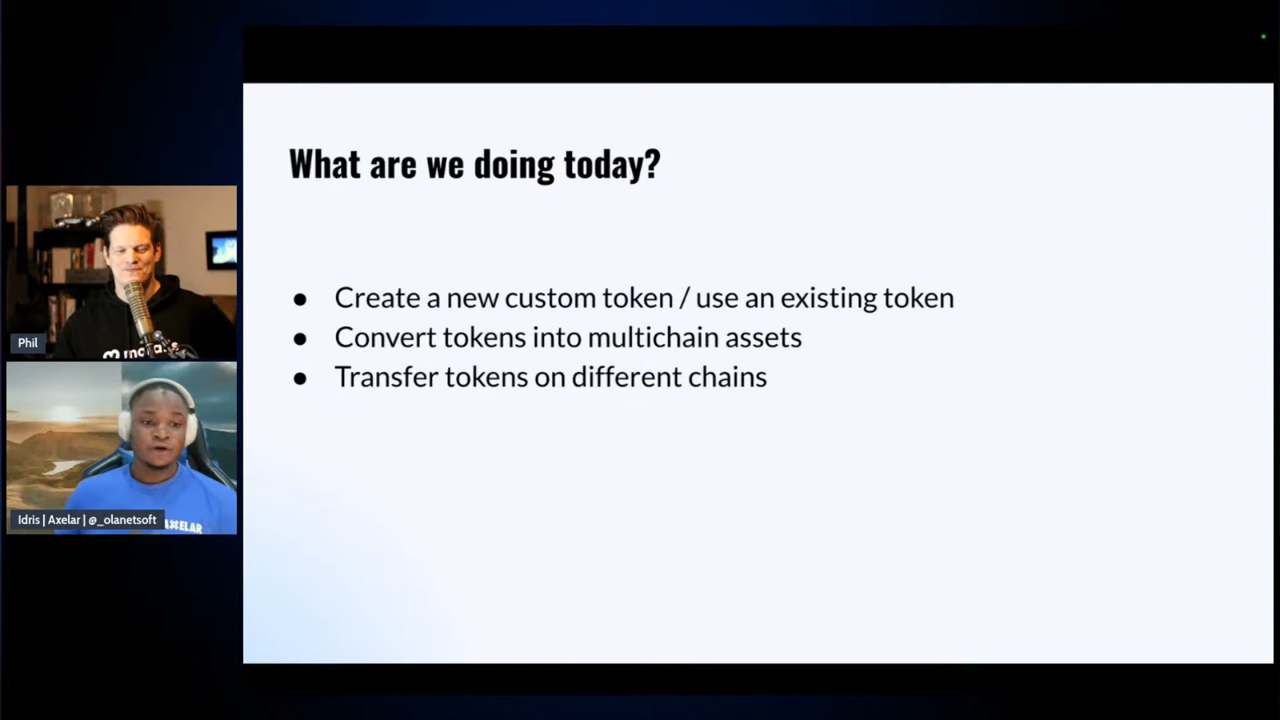 What are we doing today?
● Create a new custom token / use an existing token
● Convert tokens into multichain assets
● Transfer tokens on different chains
Phil
Idris | Axelar | @_olanetsoft